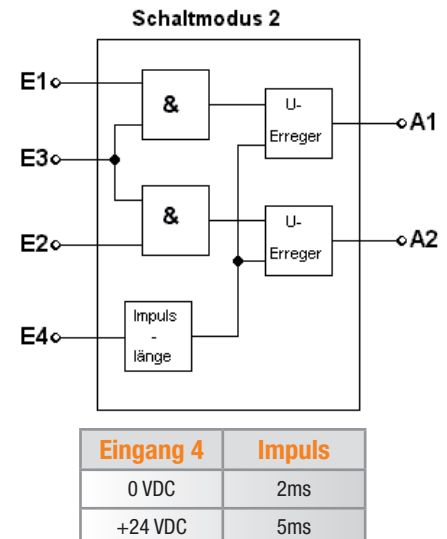 Schaltmodus 2
E1
&
U-
Erreger
A1
E3
E2
&
U-
Erreger
A2
E4
Impuls
-
länge
Eingang 4 Impuls
0 VDC 2ms
+24 VDC 5ms